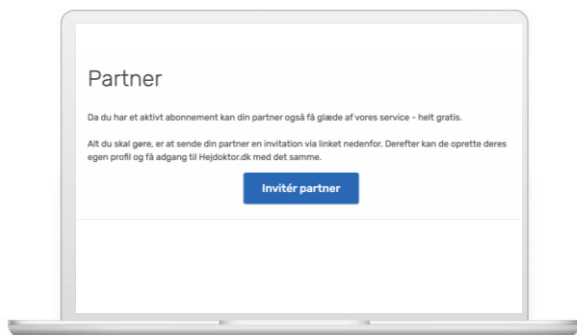 Partner
Da du har et aktivt abonnement kan din partner også få glæde af vores service - helt gratis.
Alt du skal gøre, er at sende din partner en invitation via linket nedenfor. Derefter kan de oprette deres
egen profil og få adgang til Hejdoktor.dk med det samme.
Invitér partner